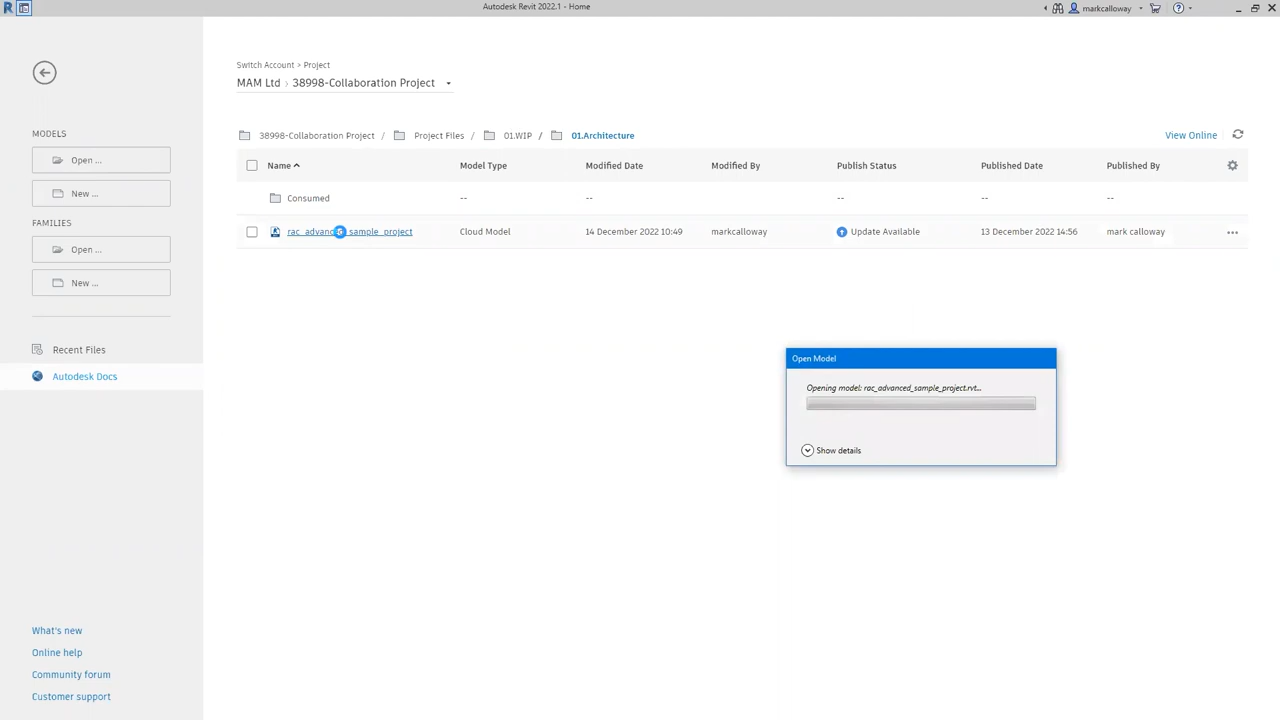 Autodesk Revit 2022.1 - Home
markcalloway
Switch Account > Project
MAM Ltd > 38998-Collaboration Project
MODELS
Open ...
New ...
FAMILIES
Open ...
New ...
Recent Files
Autodesk Docs
38998-Collaboration Project / Project Files / 01.WIP / 01.Architecture
View Online
Name Model Type Modified Date Modified By Publish Status Published Date Published By
Consumed -- -- -- -- -- --
sample_project Cloud Model 14 December 2022 10:49 markcalloway Update Available 13 December 2022 14:56 mark calloway ...
Open Model
Opening model: rac_advanced_sample_project.rvt...
Show details
What's new
Online help
Community forum
Customer support